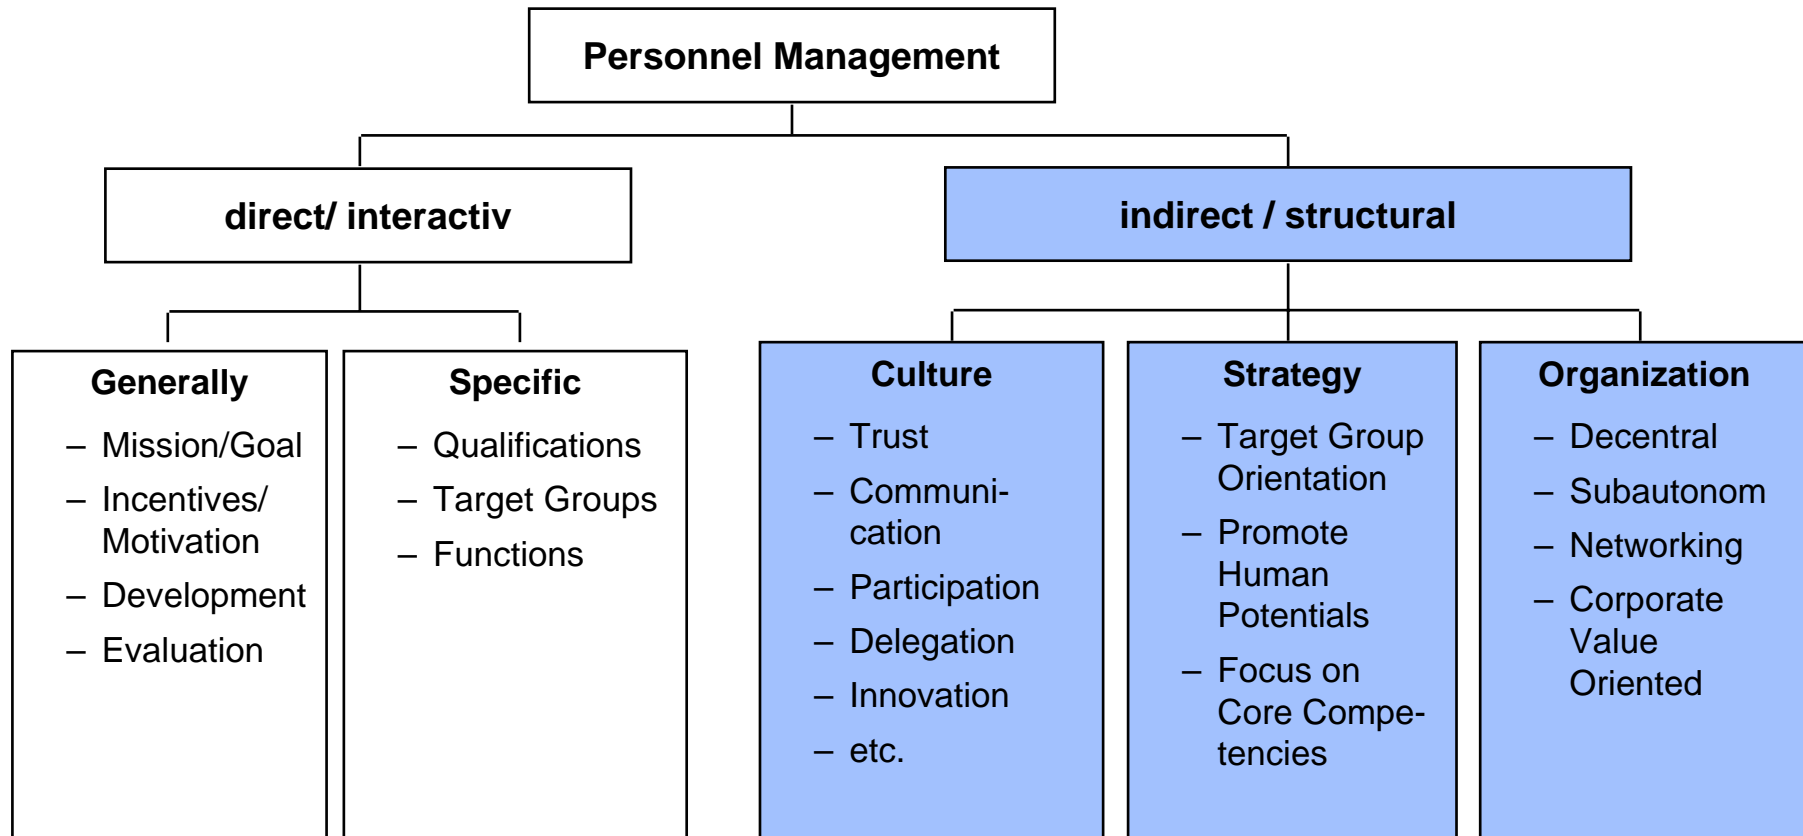 Personnel Management
direct/ interactiv
indirect / structural
Generally
– Mission/Goal
– Incentives/
Motivation
– Development
– Evaluation
Specific
– Qualifications
– Target Groups
– Functions
Culture
– Trust
– Communi-
cation
– Participation
– Delegation
– Innovation
– etc.
Strategy
– Target Group
Orientation
– Promote
Human
Potentials
– Focus on
Core Compe-
tencies
Organization
– Decentral
– Subautonom
– Networking
– Corporate
Value
Oriented